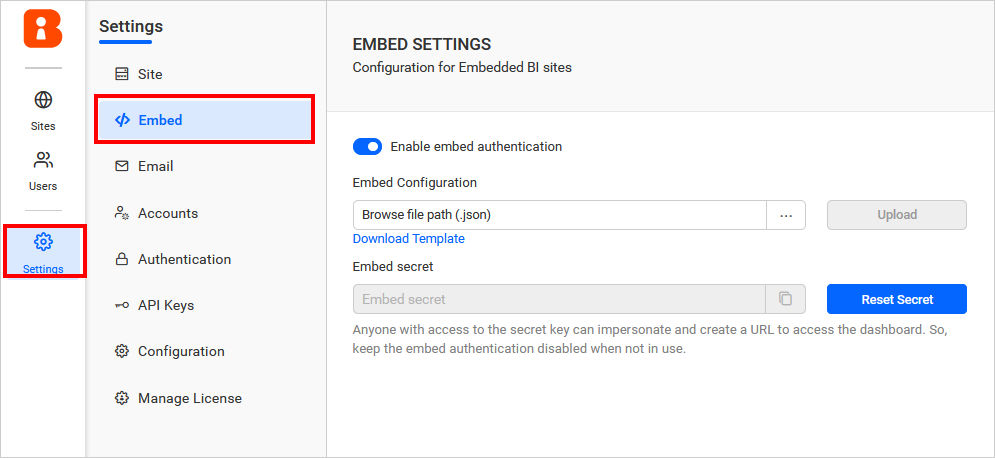 Sites
Users
Settings
Settings
Site
Embed
Email
Accounts
Authentication
API Keys
Configuration
Manage License
EMBED SETTINGS
Configuration for Embedded BI sites
Enable embed authentication
Embed Configuration
Browse file path (.json)
...
Upload
Download Template
Embed secret
Embed secret
Reset Secret
Anyone with access to the secret key can impersonate and create a URL to access the dashboard. So,
keep the embed authentication disabled when not in use.